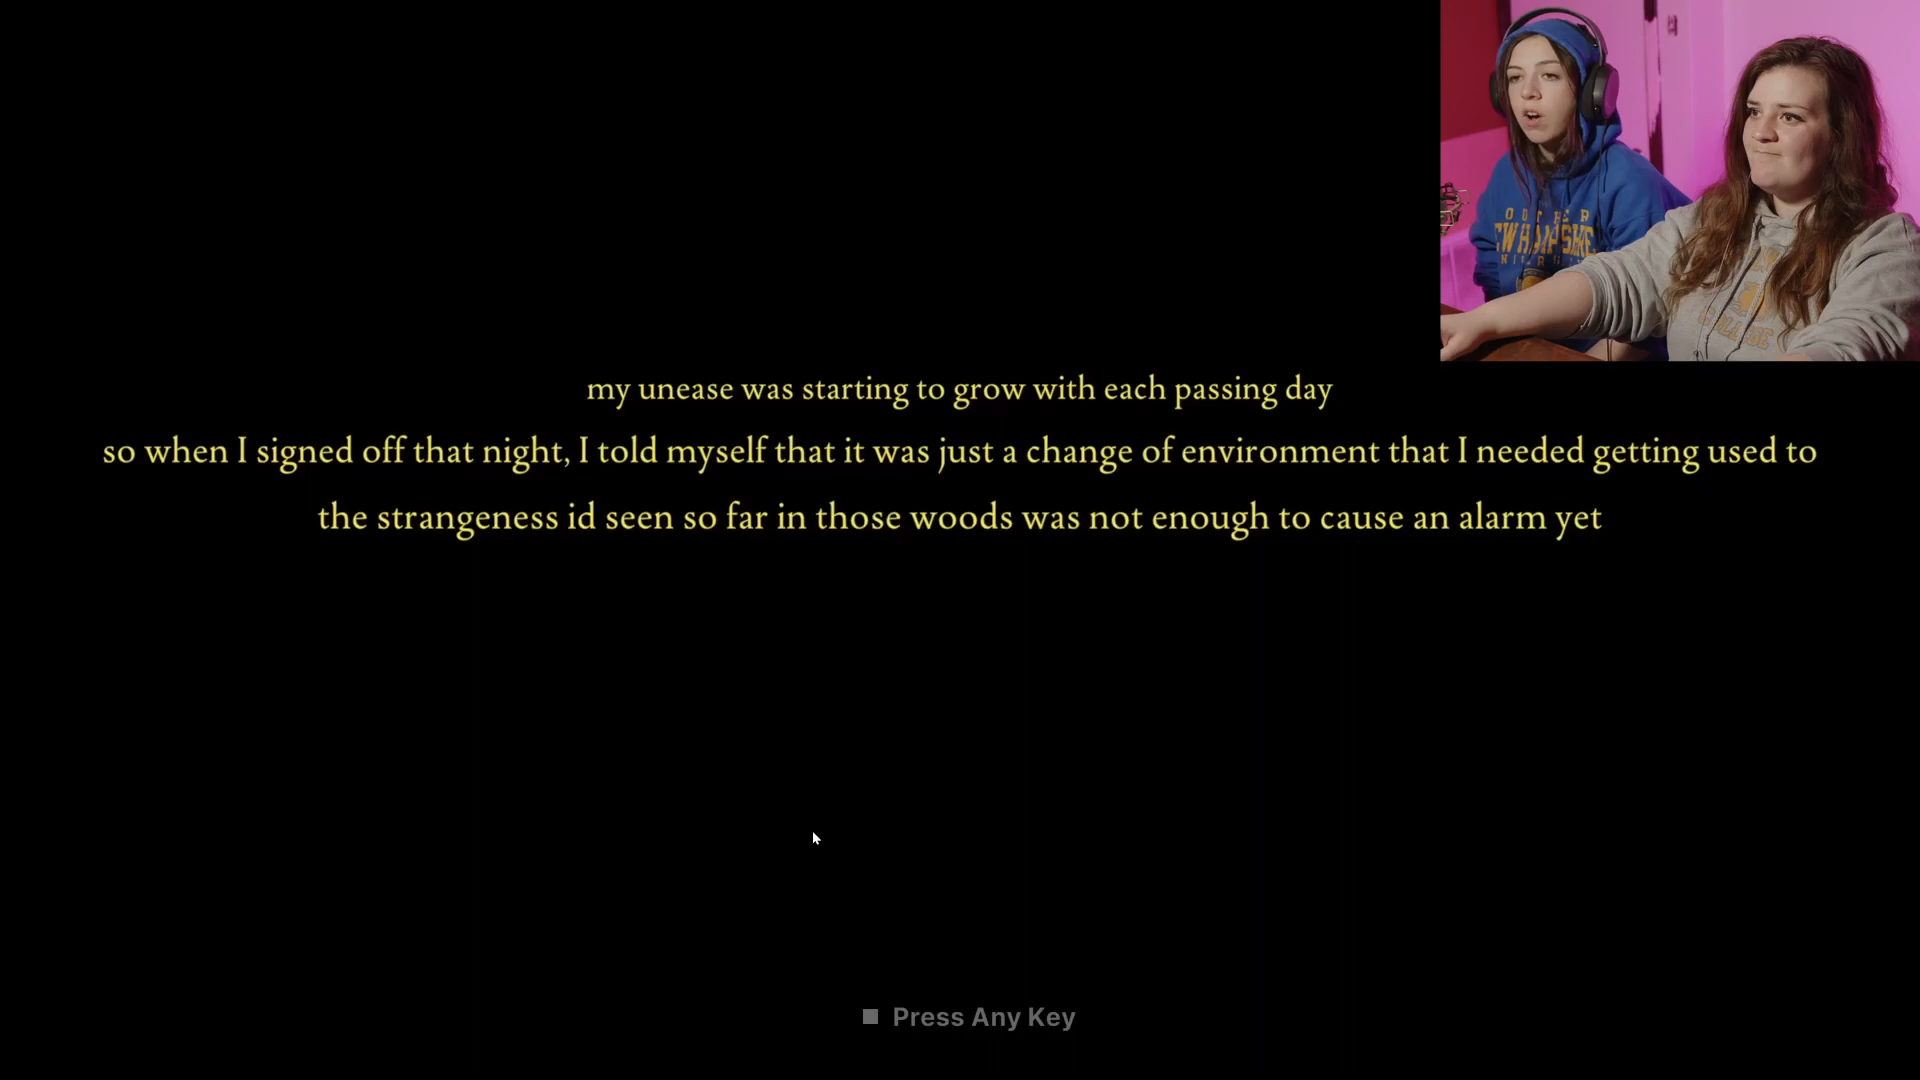 my unease was starting to grow with each passing day
so when I signed off that night, I told myself that it was just a change of environment that I needed getting used to
the strangeness id seen so far in those woods was not enough to cause an alarm yet
Press Any Key